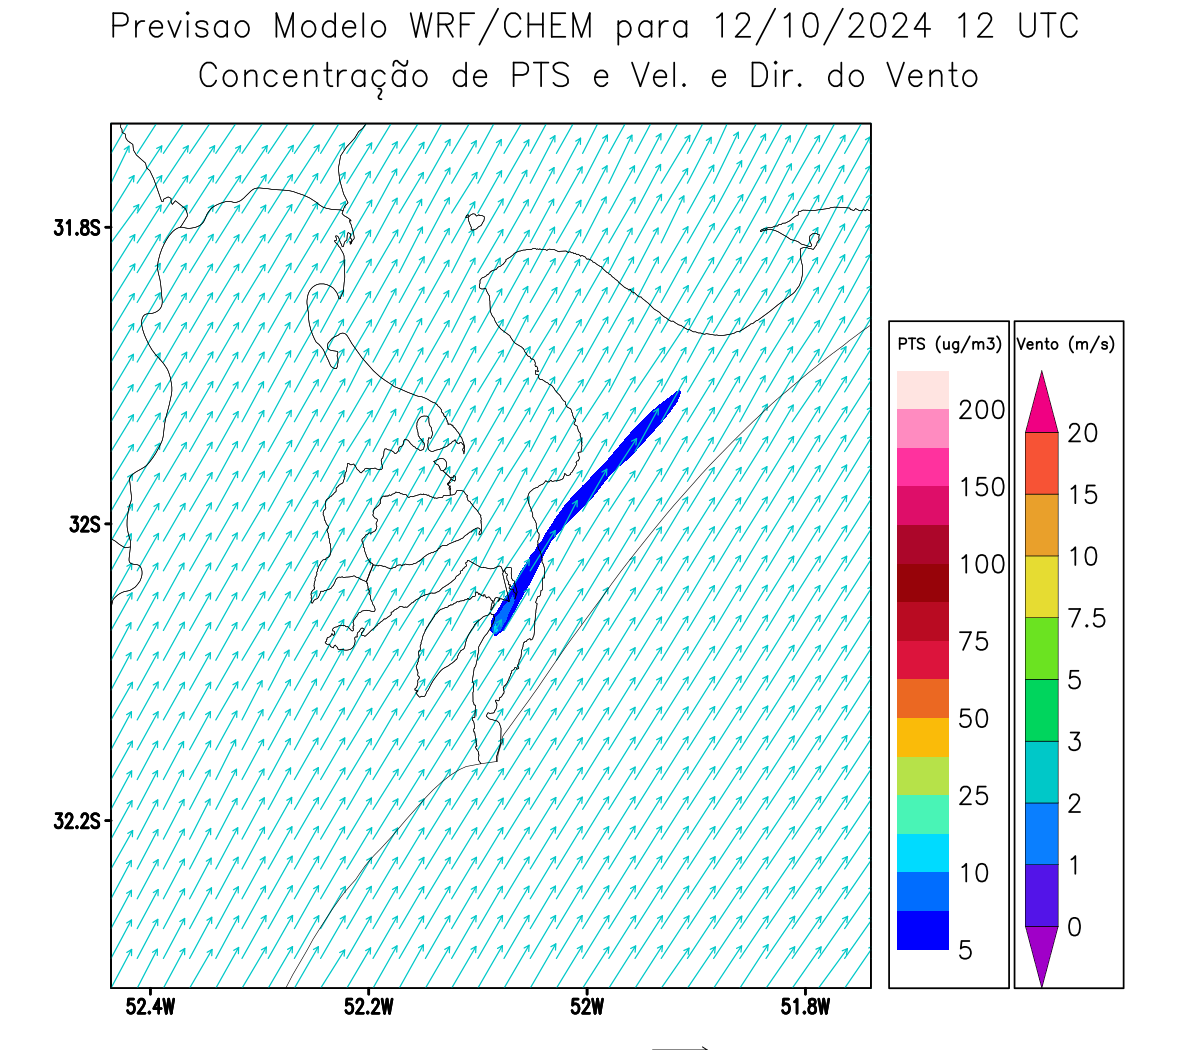 Previsao Modelo WRF/CHEM para 12/10/2024 12 UTC
Concentração de PTS e Vel. e Dir. do Vento
31.8S
32S
32.2S
52.4W
52.2W
52W
51.8W
PTS (ug/m3)
200
150
100
75
50
25
10
5
Vento (m/s)
20
15
10
7.5
5
3
2
1
0